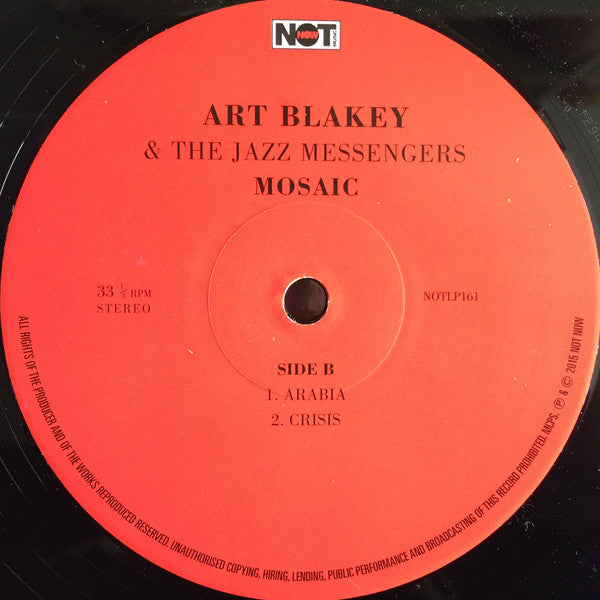 NOT
NOW
MUSIC
ART BLAKEY
& THE JAZZ MESSENGERS
MOSAIC
33 ⅓ RPM
STEREO
NOTLP161
SIDE B
1. ARABIA
2. CRISIS
ALL RIGHTS OF THE PRODUCER AND OF THE WORKS REPRODUCED RESERVED. UNAUTHORISED COPYING, HIRING, LENDING, PUBLIC PERFORMANCE AND BROADCASTING OF THIS RECORD PROHIBITED. MCPS. ℗ & © 2015 NOT NOW